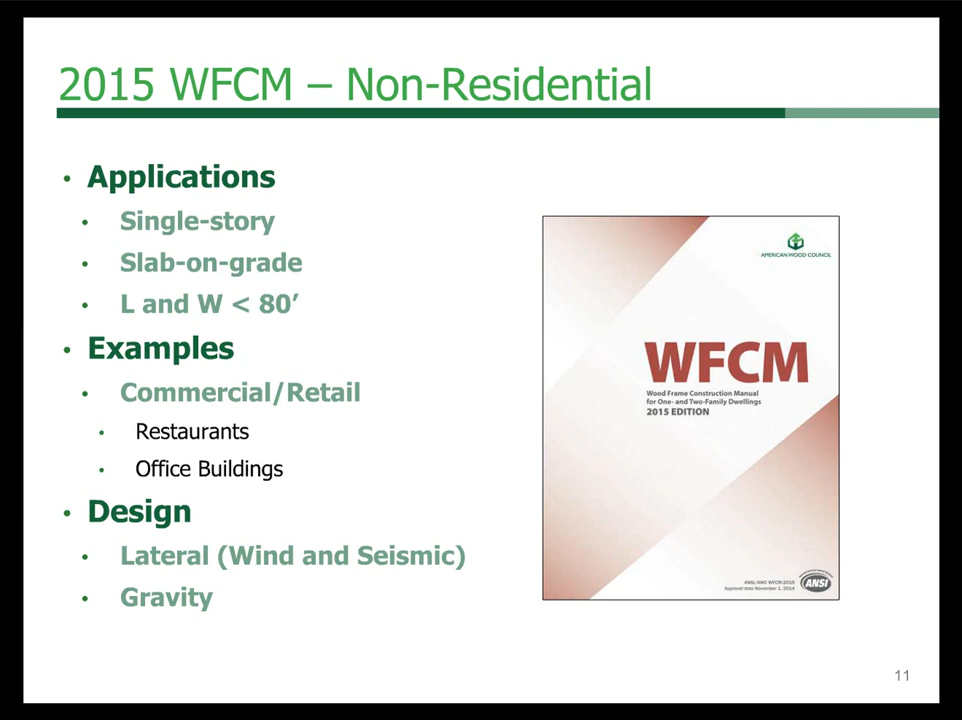 2015 WFCM – Non-Residential
• Applications
• Single-story
• Slab-on-grade
• L and W < 80’
• Examples
• Commercial/Retail
• Restaurants
• Office Buildings
• Design
• Lateral (Wind and Seismic)
• Gravity
AMERICAN WOOD COUNCIL
WFCM
Wood Frame Construction Manual
for One- and Two-Family Dwellings
2015 EDITION
ANSI/AWC WFCM-2015
Approval date November 1, 2014
ANSI
11